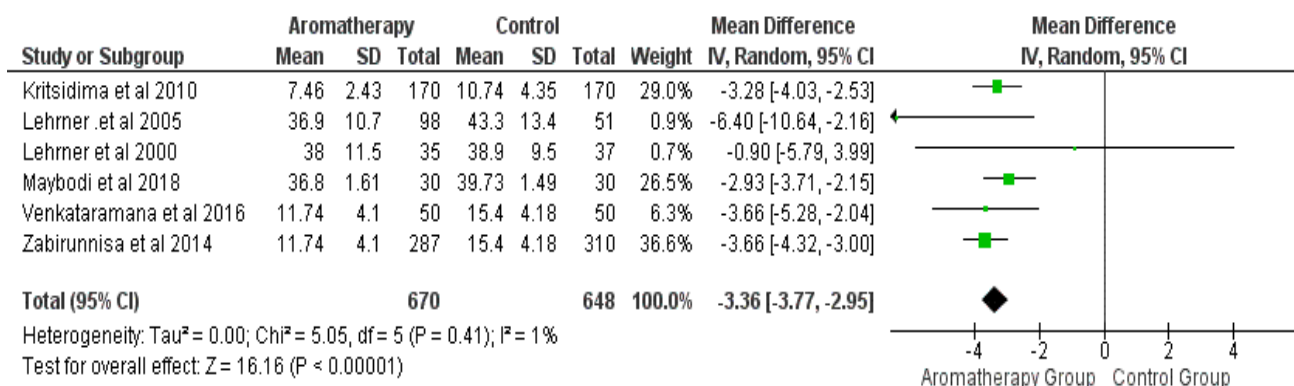 Aromatherapy Control Mean Difference Mean Difference
Study or Subgroup Mean SD Total Mean SD Total Weight IV, Random, 95% CI IV, Random, 95% CI
Kritsidima et al 2010 7.46 2.43 170 10.74 4.35 170 29.0% -3.28 [-4.03, -2.53]
Lehrner .et al 2005 36.9 10.7 98 43.3 13.4 51 0.9% -6.40 [-10.64, -2.16]
Lehrner et al 2000 38 11.5 35 38.9 9.5 37 0.7% -0.90 [-5.79, 3.99]
Maybodi et al 2018 36.8 1.61 30 39.73 1.49 30 26.5% -2.93 [-3.71, -2.15]
Venkataramana et al 2016 11.74 4.1 50 15.4 4.18 50 6.3% -3.66 [-5.28, -2.04]
Zabirunnisa et al 2014 11.74 4.1 287 15.4 4.18 310 36.6% -3.66 [-4.32, -3.00]
Total (95% CI) 670 648 100.0% -3.36 [-3.77, -2.95]
Heterogeneity: Tau² = 0.00; Chi² = 5.05, df = 5 (P = 0.41); I² = 1%
Test for overall effect: Z = 16.16 (P < 0.00001)
-4 -2 0 2 4
Aromatherapy Group Control Group